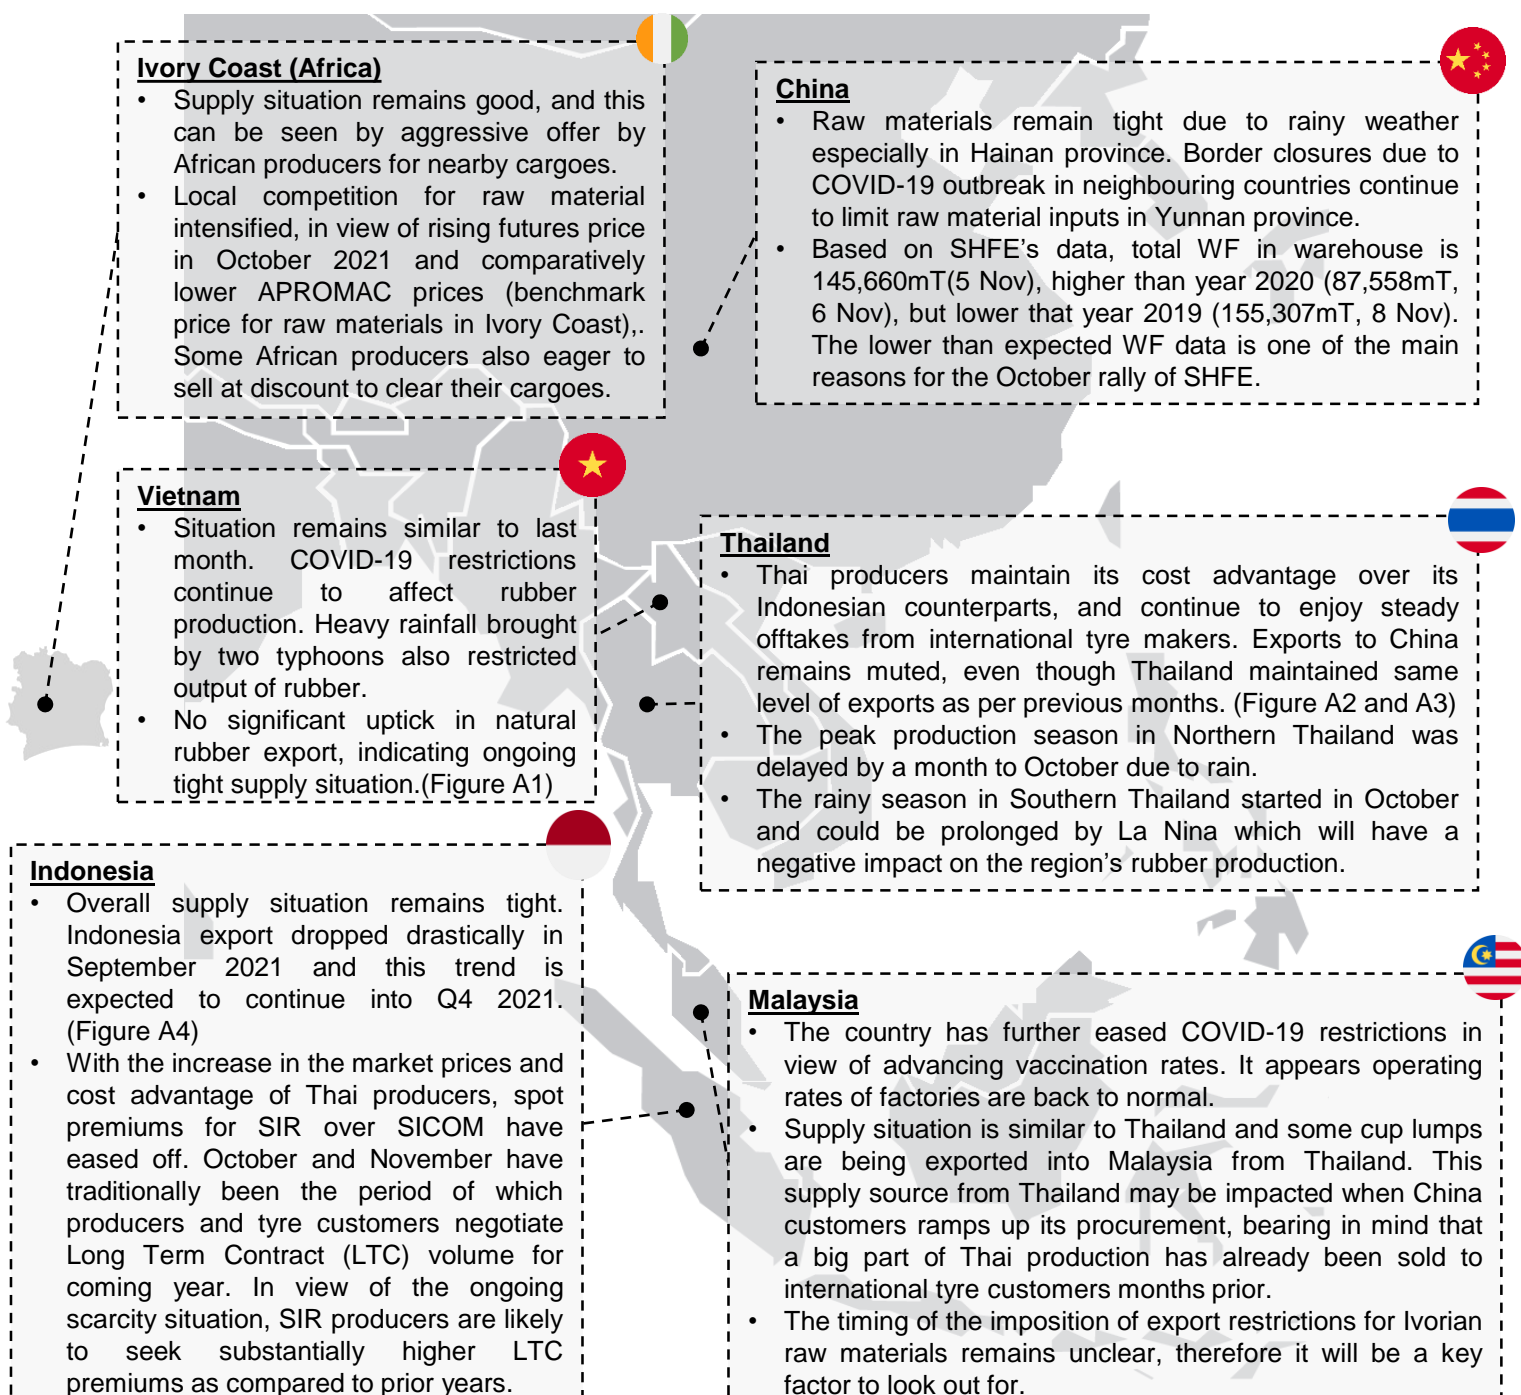 Ivory Coast (Africa)
• Supply situation remains good, and this
can be seen by aggressive offer by
African producers for nearby cargoes.
• Local competition for raw material
intensified, in view of rising futures price
in October 2021 and comparatively
lower APROMAC prices (benchmark
price for raw materials in Ivory Coast),.
Some African producers also eager to
sell at discount to clear their cargoes.
China
• Raw materials remain tight due to rainy weather
especially in Hainan province. Border closures due to
COVID-19 outbreak in neighbouring countries continue
to limit raw material inputs in Yunnan province.
• Based on SHFE’s data, total WF in warehouse is
145,660mT(5 Nov), higher than year 2020 (87,558mT,
6 Nov), but lower that year 2019 (155,307mT, 8 Nov).
The lower than expected WF data is one of the main
reasons for the October rally of SHFE.
Vietnam
• Situation remains similar to last
month. COVID-19 restrictions
continue to affect rubber
production. Heavy rainfall brought
by two typhoons also restricted
output of rubber.
• No significant uptick in natural
rubber export, indicating ongoing
tight supply situation.(Figure A1)
Thailand
• Thai producers maintain its cost advantage over its
Indonesian counterparts, and continue to enjoy steady
offtakes from international tyre makers. Exports to China
remains muted, even though Thailand maintained same
level of exports as per previous months. (Figure A2 and A3)
• The peak production season in Northern Thailand was
delayed by a month to October due to rain.
• The rainy season in Southern Thailand started in October
and could be prolonged by La Nina which will have a
negative impact on the region’s rubber production.
Indonesia
• Overall supply situation remains tight.
Indonesia export dropped drastically in
September 2021 and this trend is
expected to continue into Q4 2021.
(Figure A4)
• With the increase in the market prices and
cost advantage of Thai producers, spot
premiums for SIR over SICOM have
eased off. October and November have
traditionally been the period of which
producers and tyre customers negotiate
Long Term Contract (LTC) volume for
coming year. In view of the ongoing
scarcity situation, SIR producers are likely
to seek substantially higher LTC
premiums as compared to prior years.
Malaysia
• The country has further eased COVID-19 restrictions in
view of advancing vaccination rates. It appears operating
rates of factories are back to normal.
• Supply situation is similar to Thailand and some cup lumps
are being exported into Malaysia from Thailand. This
supply source from Thailand may be impacted when China
customers ramps up its procurement, bearing in mind that
a big part of Thai production has already been sold to
international tyre customers months prior.
• The timing of the imposition of export restrictions for Ivorian
raw materials remains unclear, therefore it will be a key
factor to look out for.